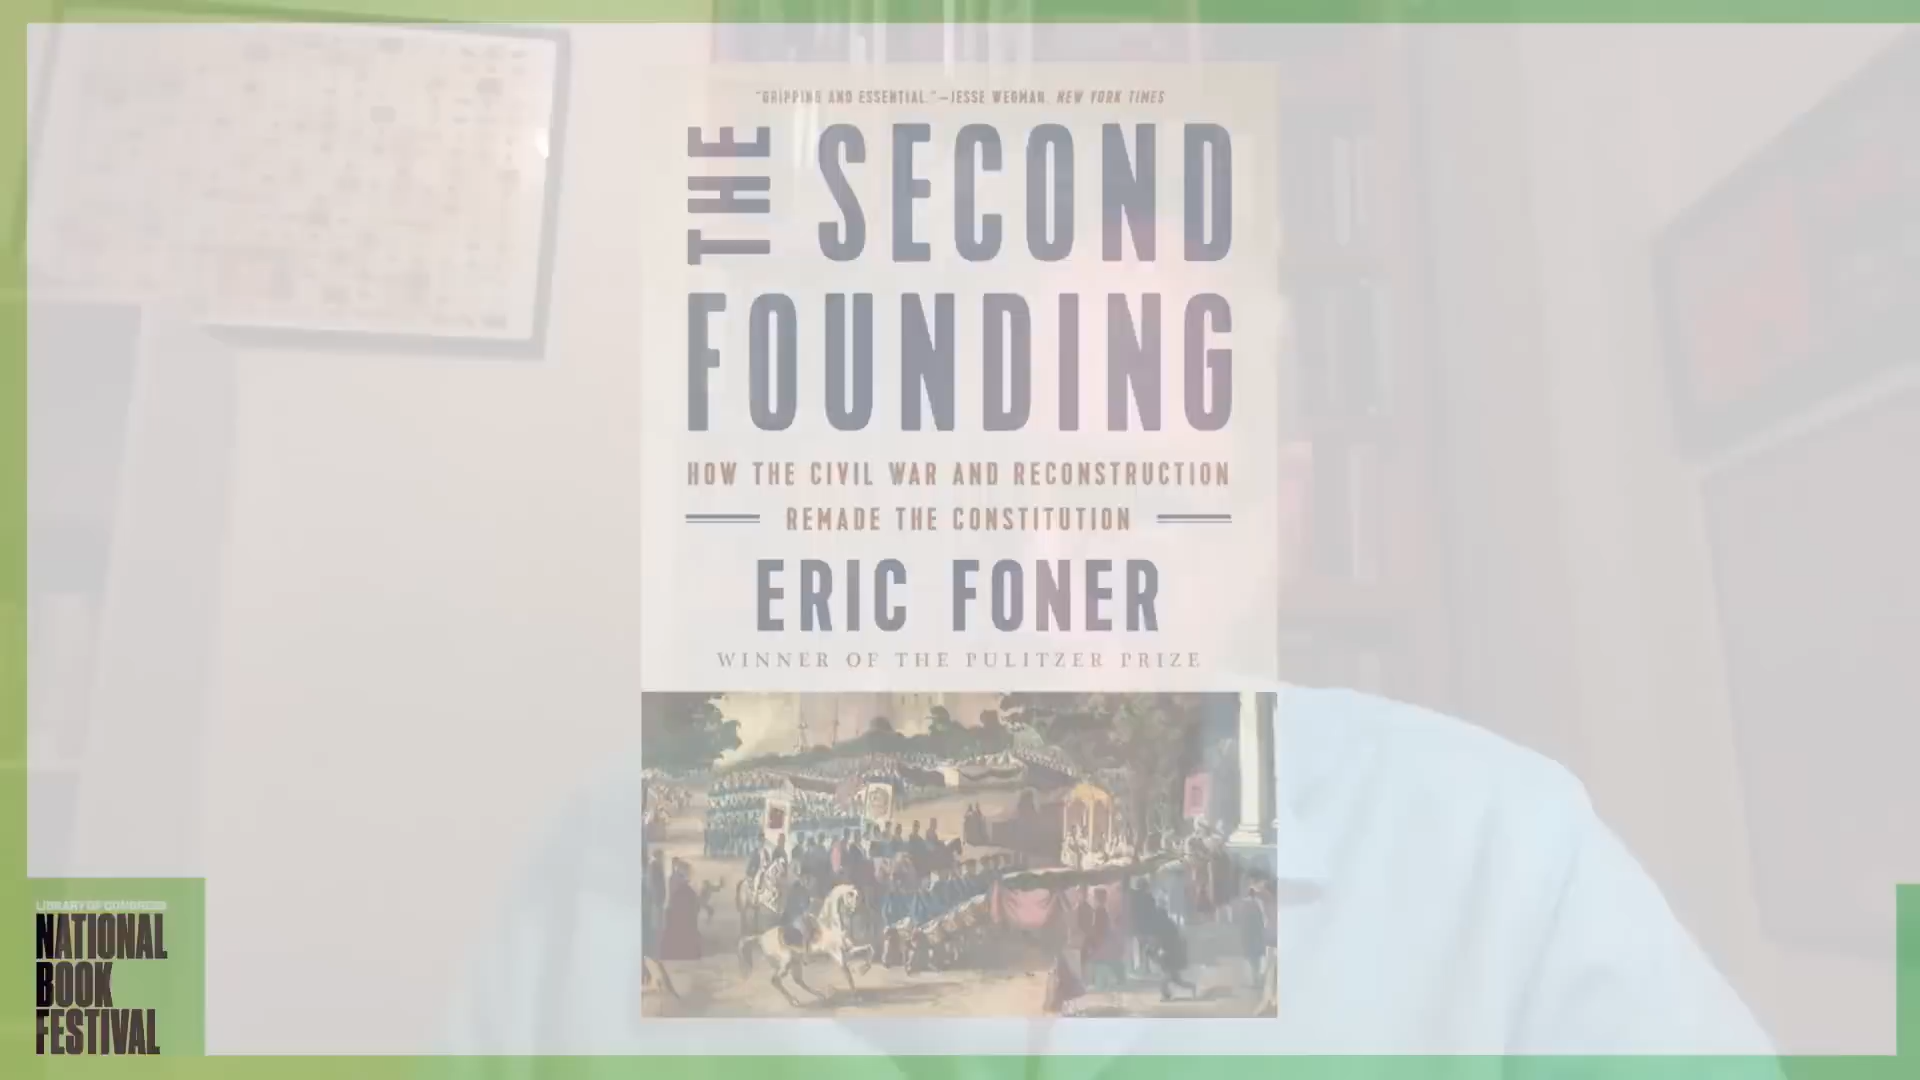 "GRIPPING AND ESSENTIAL."—JESSE WEGMAN, NEW YORK TIMES
THE SECOND
FOUNDING
HOW THE CIVIL WAR AND RECONSTRUCTION
REMADE THE CONSTITUTION
ERIC FONER
WINNER OF THE PULITZER PRIZE
LIBRARY OF CONGRESS
NATIONAL
BOOK
FESTIVAL